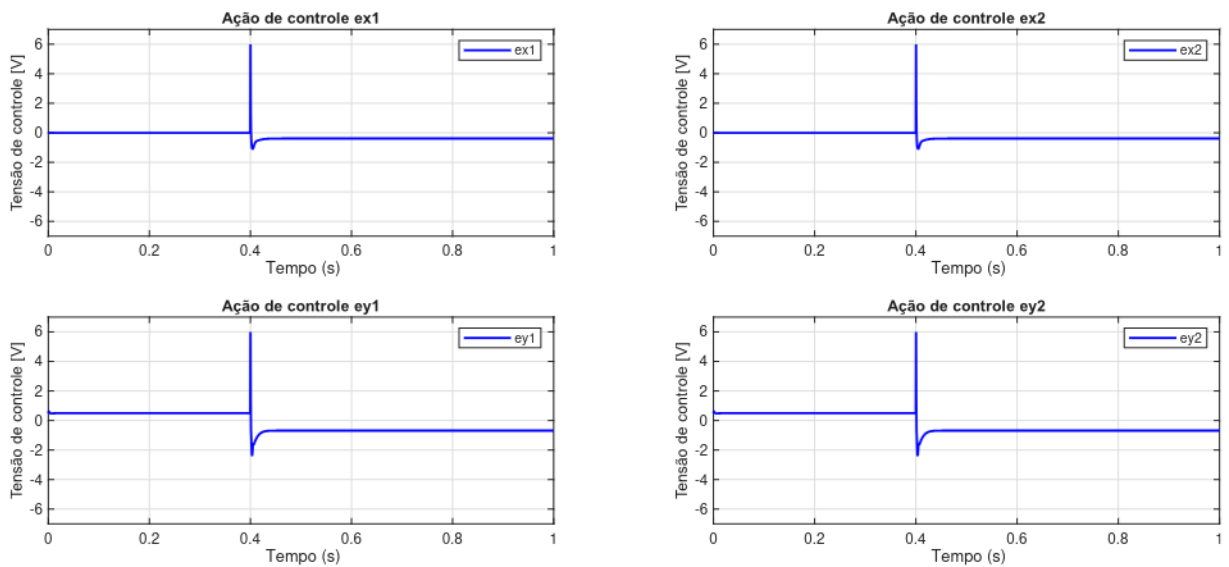 Ação de controle ex1
ex1
Tensão de controle [V]
6
4
2
0
-2
-4
-6
0 0.2 0.4 0.6 0.8 1
Tempo (s)
Ação de controle ex2
ex2
Tensão de controle [V]
6
4
2
0
-2
-4
-6
0 0.2 0.4 0.6 0.8 1
Tempo (s)
Ação de controle ey1
ey1
Tensão de controle [V]
6
4
2
0
-2
-4
-6
0 0.2 0.4 0.6 0.8 1
Tempo (s)
Ação de controle ey2
ey2
Tensão de controle [V]
6
4
2
0
-2
-4
-6
0 0.2 0.4 0.6 0.8 1
Tempo (s)